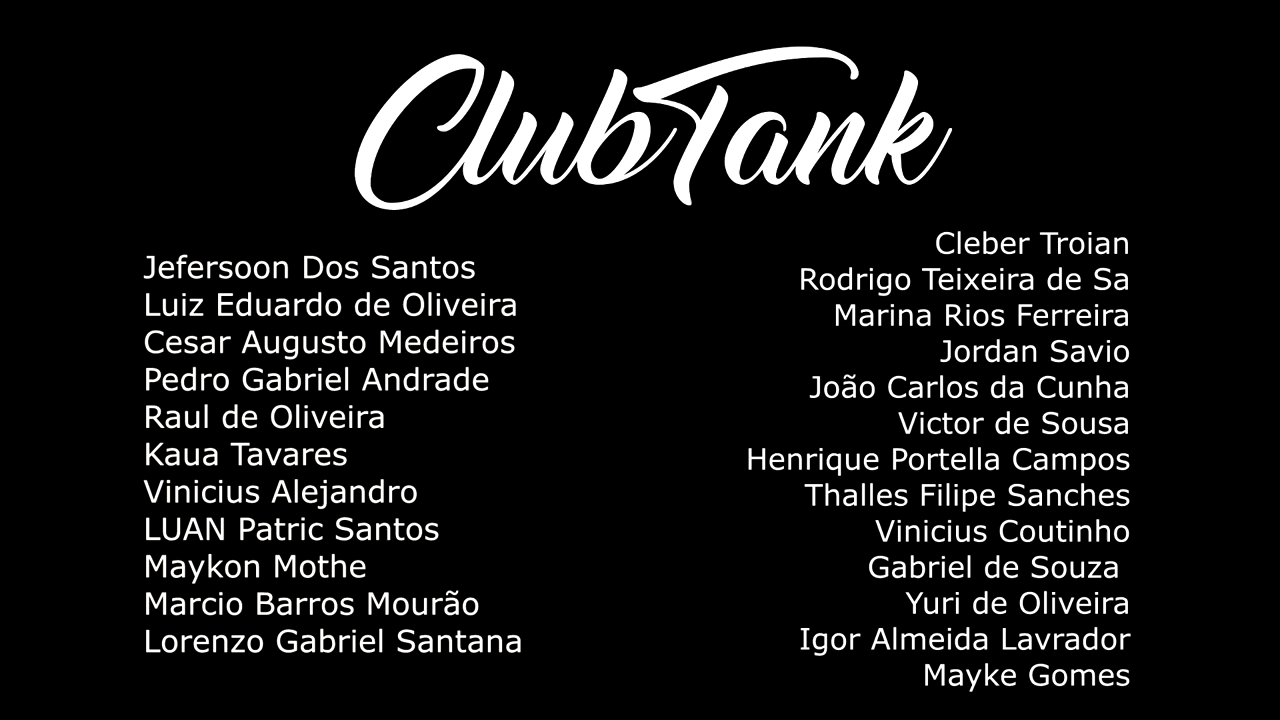 ClubTank
Jefersoon Dos Santos
Luiz Eduardo de Oliveira
Cesar Augusto Medeiros
Pedro Gabriel Andrade
Raul de Oliveira
Kaua Tavares
Vinicius Alejandro
LUAN Patric Santos
Maykon Mothe
Marcio Barros Mourão
Lorenzo Gabriel Santana
Cleber Troian
Rodrigo Teixeira de Sa
Marina Rios Ferreira
Jordan Savio
João Carlos da Cunha
Victor de Sousa
Henrique Portella Campos
Thalles Filipe Sanches
Vinicius Coutinho
Gabriel de Souza
Yuri de Oliveira
Igor Almeida Lavrador
Mayke Gomes